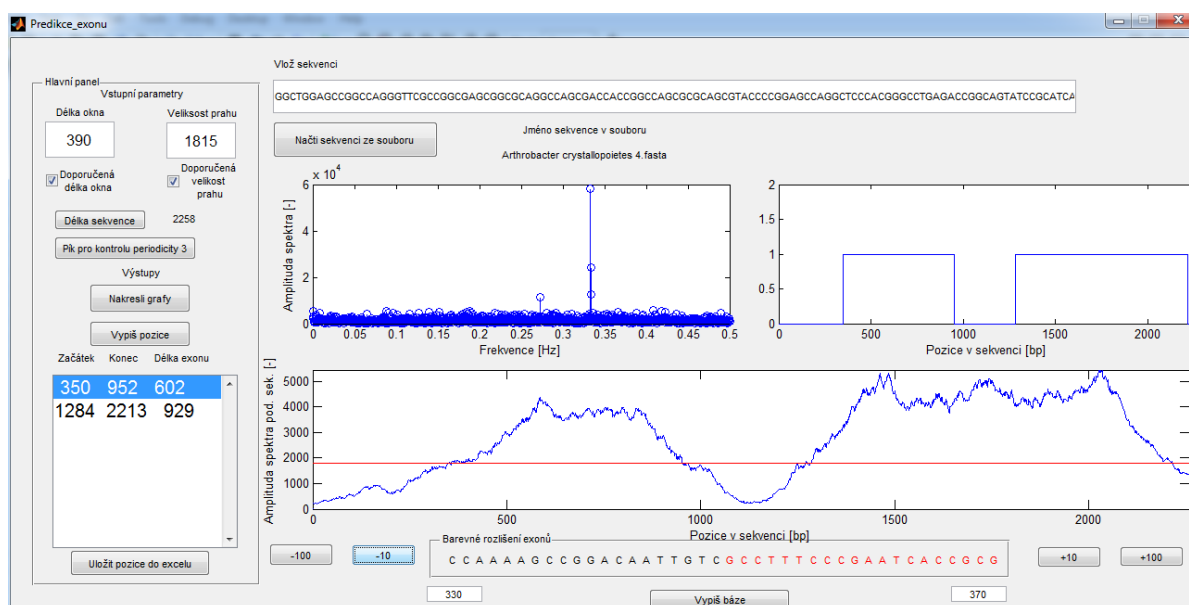 Predikce_exonu
Vlož sekvenci
GGCTGGAGCCGGCCAGGGTTCGCCGGCGAGCGGCGCAGGCCAGCGACCACCGGCCAGCGCGCAGCGTACCCCGGAGCCAGGCTCCCACGGGCCTGAGACCGGCAGTATCCGCATCA
Hlavní panel
Vstupní parametry
Délka okna Veliksost prahu
390 1815
Doporučená délka okna
Doporučená velikost prahu
Délka sekvence 2258
Pík pro kontrolu periodicity 3
Výstupy
Nakresli grafy
Vypiš pozice
Začátek Konec Délka exonu
350 952 602
1284 2213 929
Uložit pozice do excelu
Načti sekvenci ze souboru
Jméno sekvence v souboru
Arthrobacter crystallopoietes 4.fasta
x 10^4
6
4
2
0
Amplituda spektra [-]
0 0.05 0.1 0.15 0.2 0.25 0.3 0.35 0.4 0.45 0.5
Frekvence [Hz]
2
1.5
1
0.5
0
0 500 1000 1500 2000
Pozice v sekvenci [bp]
Amplituda spektra pod. sek. [-]
5000
4000
3000
2000
1000
0
0 500 1000 1500 2000
Pozice v sekvenci [bp]
Barevné rozlišení exonů
-100 -10
C C A A A A G C C G G A C A A T T G T C G C C T T T C C C G A A T C A C C G C G
+10 +100
330 370
Vypiš báze